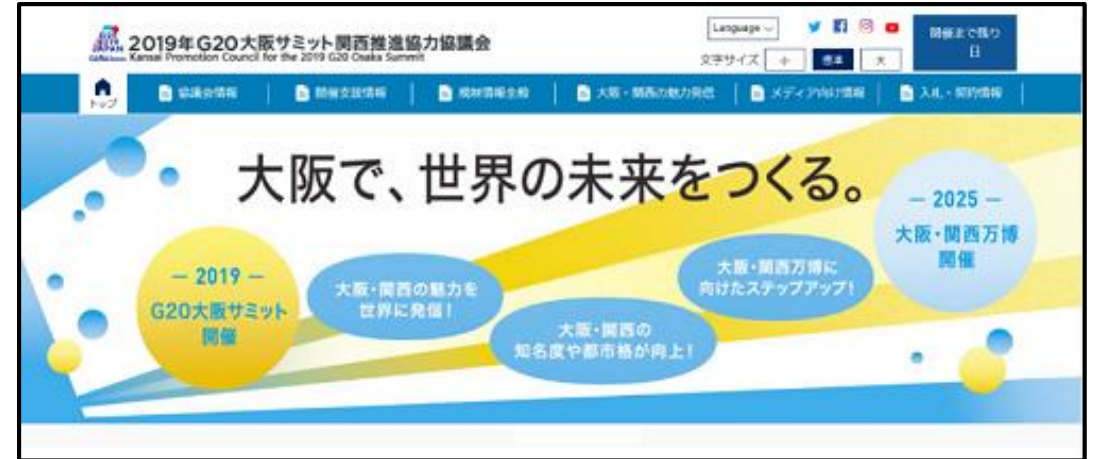 2019年G20大阪サミット関西推進協力協議会
Kansai Promotion Council for the 2019 G20 Osaka Summit
Language
文字サイズ 小 標準 大
開催まで残り
日
トップ
協議会情報
開催支援情報
規制情報全般
大阪・関西の魅力発信
メディア向け情報
入札・契約情報
大阪で、世界の未来をつくる。
− 2019 −
G20大阪サミット
開催
大阪・関西の魅力を
世界に発信!
大阪・関西の
知名度や都市格が向上!
大阪・関西万博に
向けたステップアップ!
− 2025 −
大阪・関西万博
開催